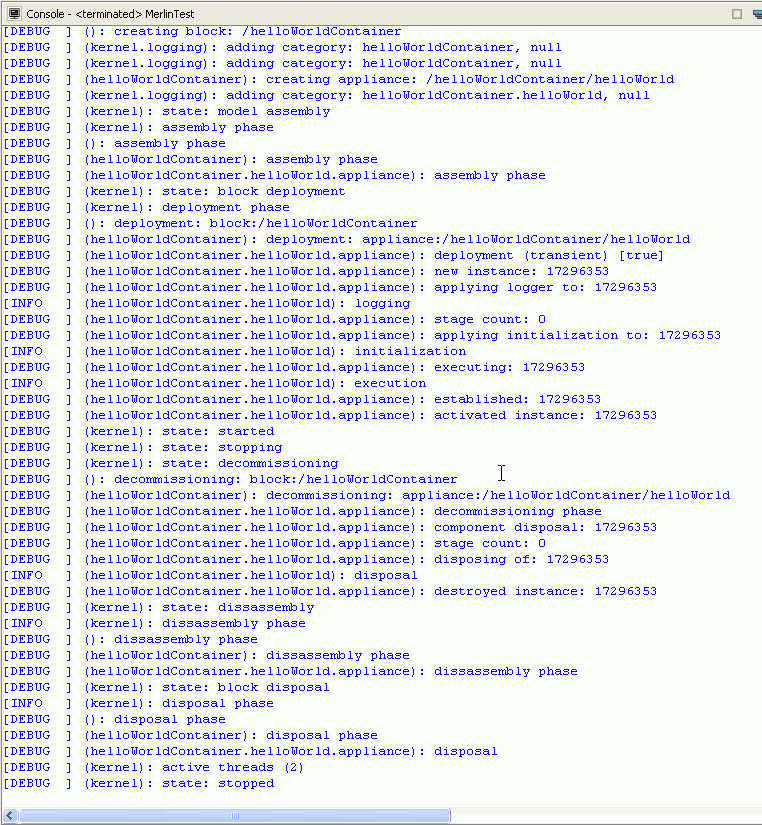 Console - <terminated> MerlinTest
[DEBUG  ] (): creating block: /helloWorldContainer
[DEBUG  ] (kernel.logging): adding category: helloWorldContainer, null
[DEBUG  ] (kernel.logging): adding category: helloWorldContainer, null
[DEBUG  ] (helloWorldContainer): creating appliance: /helloWorldContainer/helloWorld
[DEBUG  ] (kernel.logging): adding category: helloWorldContainer.helloWorld, null
[DEBUG  ] (kernel): state: model assembly
[DEBUG  ] (kernel): assembly phase
[DEBUG  ] (): assembly phase
[DEBUG  ] (helloWorldContainer): assembly phase
[DEBUG  ] (helloWorldContainer.helloWorld.appliance): assembly phase
[DEBUG  ] (kernel): state: block deployment
[DEBUG  ] (kernel): deployment phase
[DEBUG  ] (): deployment: block:/helloWorldContainer
[DEBUG  ] (helloWorldContainer): deployment: appliance:/helloWorldContainer/helloWorld
[DEBUG  ] (helloWorldContainer.helloWorld.appliance): deployment (transient) [true]
[DEBUG  ] (helloWorldContainer.helloWorld.appliance): new instance: 17296353
[DEBUG  ] (helloWorldContainer.helloWorld.appliance): applying logger to: 17296353
[INFO   ] (helloWorldContainer.helloWorld): logging
[DEBUG  ] (helloWorldContainer.helloWorld.appliance): stage count: 0
[DEBUG  ] (helloWorldContainer.helloWorld.appliance): applying initialization to: 17296353
[INFO   ] (helloWorldContainer.helloWorld): initialization
[DEBUG  ] (helloWorldContainer.helloWorld.appliance): executing: 17296353
[INFO   ] (helloWorldContainer.helloWorld): execution
[DEBUG  ] (helloWorldContainer.helloWorld.appliance): established: 17296353
[DEBUG  ] (helloWorldContainer.helloWorld.appliance): activated instance: 17296353
[DEBUG  ] (kernel): state: started
[DEBUG  ] (kernel): state: stopping
[DEBUG  ] (kernel): state: decommissioning
[DEBUG  ] (): decommissioning: block:/helloWorldContainer
[DEBUG  ] (helloWorldContainer): decommissioning: appliance:/helloWorldContainer/helloWorld
[DEBUG  ] (helloWorldContainer.helloWorld.appliance): decommissioning phase
[DEBUG  ] (helloWorldContainer.helloWorld.appliance): component disposal: 17296353
[DEBUG  ] (helloWorldContainer.helloWorld.appliance): stage count: 0
[DEBUG  ] (helloWorldContainer.helloWorld.appliance): disposing of: 17296353
[INFO   ] (helloWorldContainer.helloWorld): disposal
[DEBUG  ] (helloWorldContainer.helloWorld.appliance): destroyed instance: 17296353
[DEBUG  ] (kernel): state: dissassembly
[INFO   ] (kernel): dissassembly phase
[DEBUG  ] (): dissassembly phase
[DEBUG  ] (helloWorldContainer): dissassembly phase
[DEBUG  ] (helloWorldContainer.helloWorld.appliance): dissassembly phase
[DEBUG  ] (kernel): state: block disposal
[INFO   ] (kernel): disposal phase
[DEBUG  ] (): disposal phase
[DEBUG  ] (helloWorldContainer): disposal phase
[DEBUG  ] (helloWorldContainer.helloWorld.appliance): disposal
[DEBUG  ] (kernel): active threads (2)
[DEBUG  ] (kernel): state: stopped